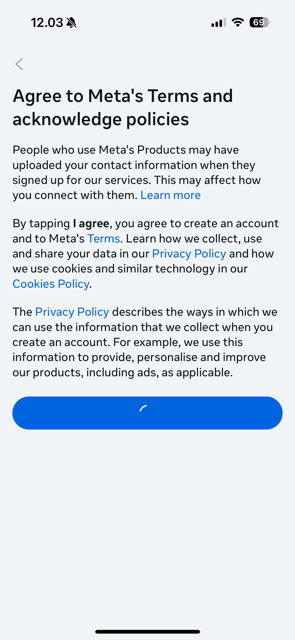 12.03
69
Agree to Meta's Terms and
acknowledge policies
People who use Meta's Products may have
uploaded your contact information when they
signed up for our services. This may affect how
you connect with them. Learn more
By tapping I agree, you agree to create an account
and to Meta's Terms. Learn how we collect, use
and share your data in our Privacy Policy and how
we use cookies and similar technology in our
Cookies Policy.
The Privacy Policy describes the ways in which we
can use the information that we collect when you
create an account. For example, we use this
information to provide, personalise and improve
our products, including ads, as applicable.